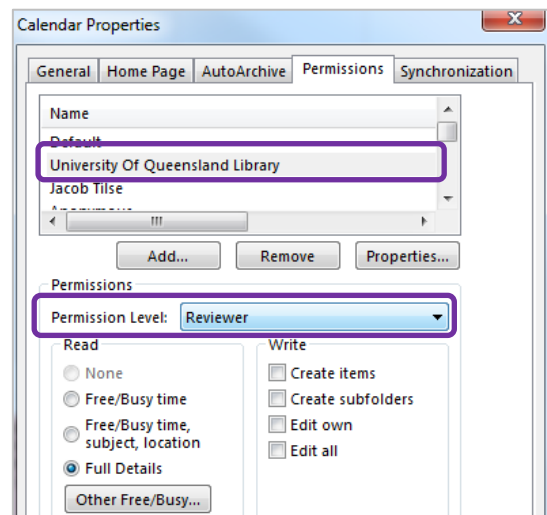 Calendar Properties
X
General Home Page AutoArchive Permissions Synchronization
Name
Default
University Of Queensland Library
Jacob Tilse
Anonymous
Add... Remove Properties...
Permissions
Permission Level: Reviewer
Read Write
None Create items
Free/Busy time Create subfolders
Free/Busy time, Edit own
subject, location Edit all
Full Details
Other Free/Busy...